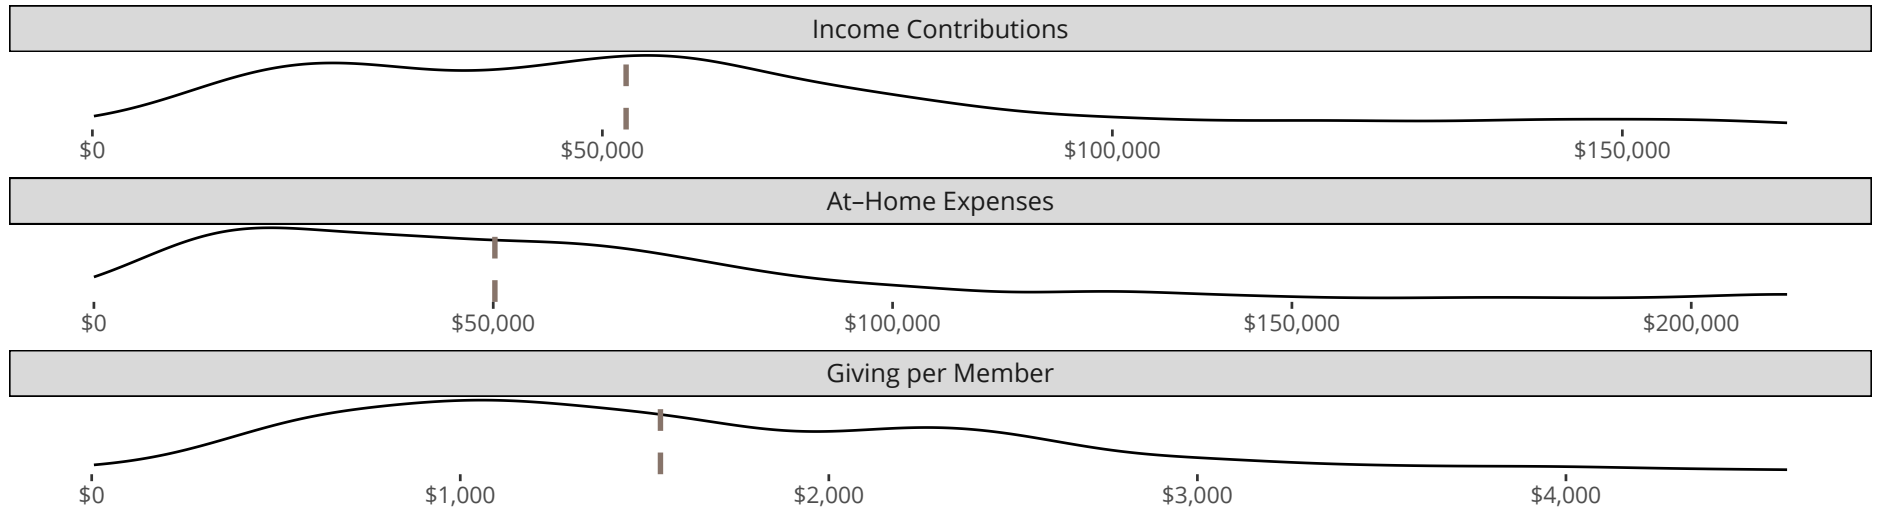 Income Contributions
$0 $50,000 $100,000 $150,000
At–Home Expenses
$0 $50,000 $100,000 $150,000 $200,000
Giving per Member
$0 $1,000 $2,000 $3,000 $4,000